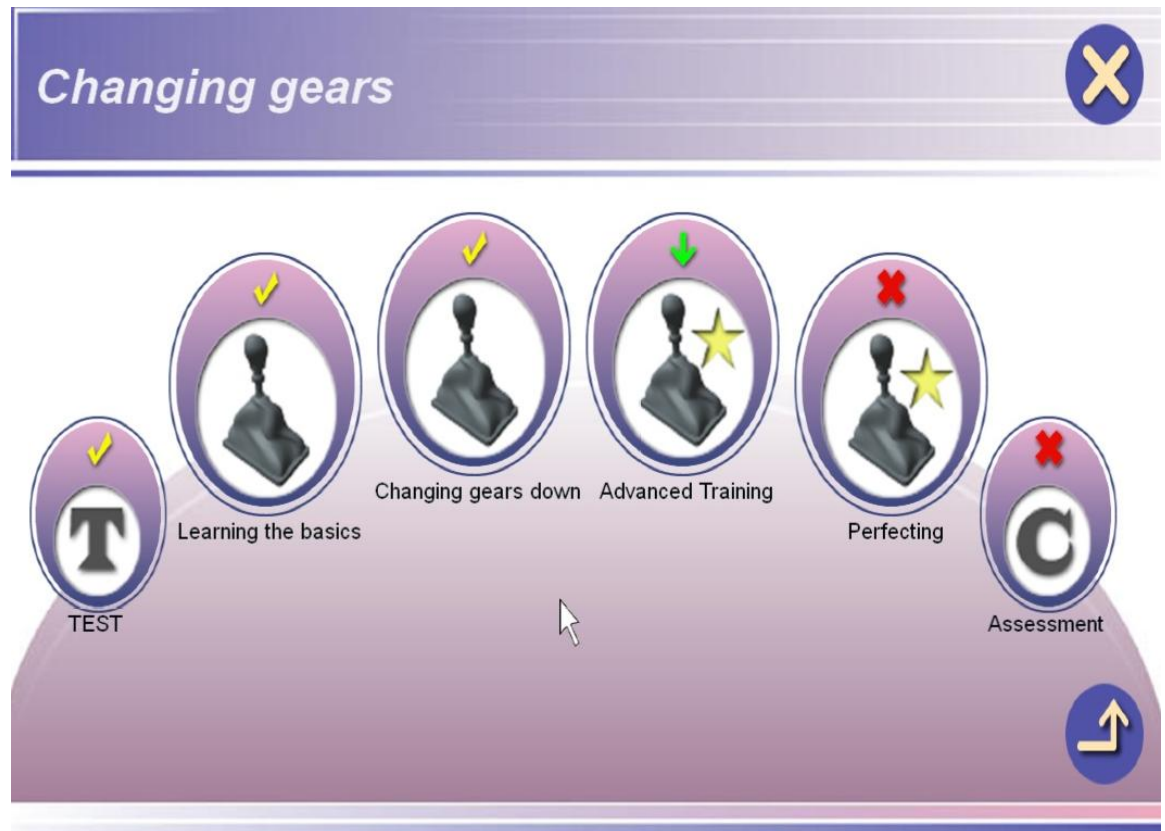 Changing gears
Changing gears down
Advanced Training
Learning the basics
Perfecting
T
C
TEST
Assessment